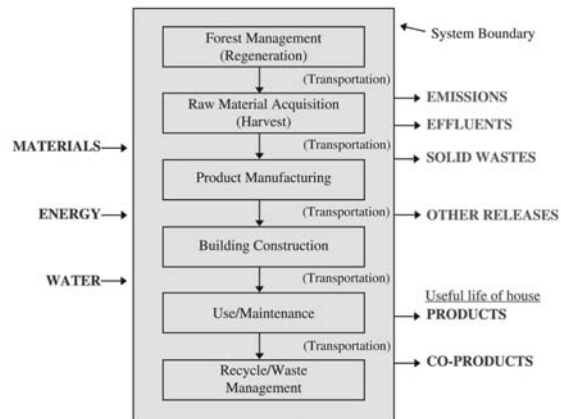 Forest Management
(Regeneration)
System Boundary
(Transportation)
Raw Material Acquisition
(Harvest)
EMISSIONS
EFFLUENTS
MATERIALS
(Transportation)
SOLID WASTES
Product Manufacturing
ENERGY
(Transportation)
OTHER RELEASES
Building Construction
WATER
(Transportation)
Useful life of house
Use/Maintenance
PRODUCTS
(Transportation)
CO-PRODUCTS
Recycle/Waste
Management